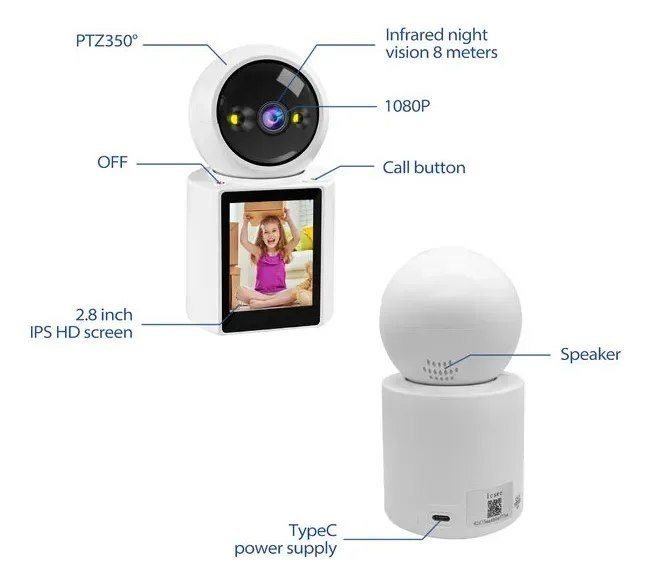 PTZ350°
Infrared night
vision 8 meters
1080P
OFF
Call button
2.8 inch
IPS HD screen
Speaker
icsee
TypeC
power supply